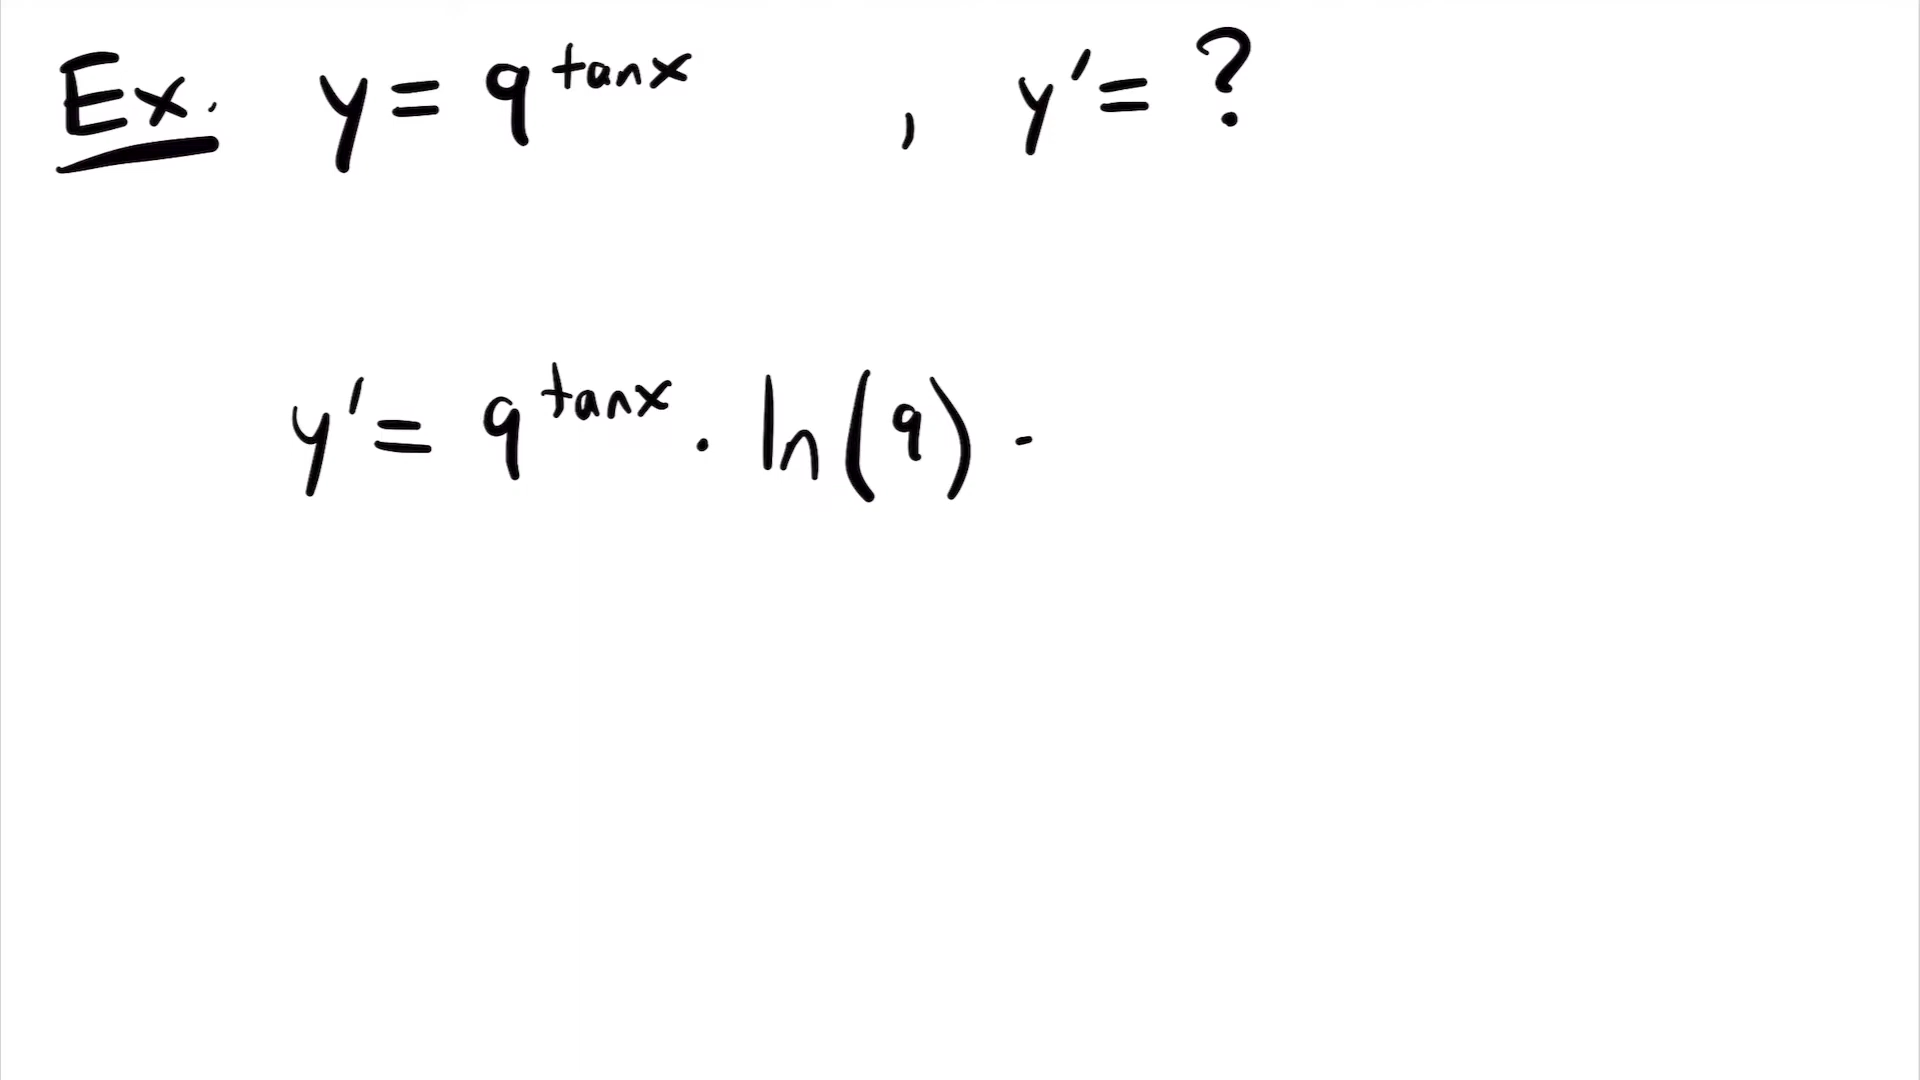 Ex. y = 9^tanx , y' = ?
y' = 9^tanx · ln(9) ·